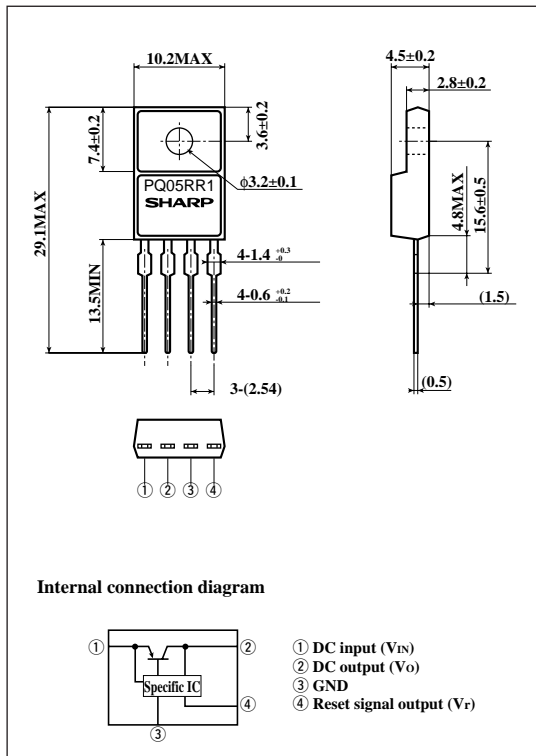 10.2MAX
4.5±0.2
2.8±0.2
7.4±0.2
3.6±0.2
29.1MAX
PQ05RR1
SHARP
φ3.2±0.1
4.8MAX
15.6±0.5
13.5MIN
4-1.4 +0.3 -0
4-0.6 +0.2 -0.1
(1.5)
3-(2.54)
(0.5)
① ② ③ ④
Internal connection diagram
①
②
Specific IC
④
③
① DC input (VIN)
② DC output (VO)
③ GND
④ Reset signal output (Vr)